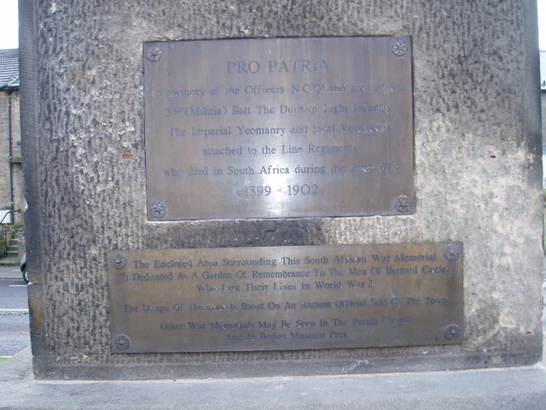 PRO PATRIA
In memory of the Officers N.C.O's and men of the
(Militia) Batt The Durham Light Infantry
The Imperial Yeomanry and local Volunteers
attached to the Line Regiments
who died in South Africa during the Boer War
1899 - 1902
The Enclosed Area Surrounding This South African War Memorial
Is Dedicated As A Garden Of Remembrance To The Men Of Barnard Castle
Who Lost Their Lives In World War
The Design Of The Is Based On An Ancient Official Seal Of The Town
Other War Memorials May Be Seen In The Parish Church
And In Bowes Museum Park